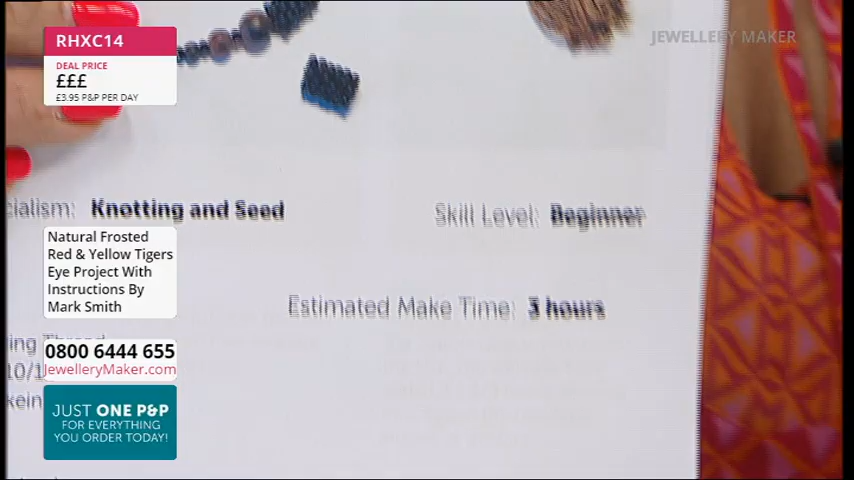 RHXC14
DEAL PRICE
£££
£3.95 P&P PER DAY
JEWELLERY MAKER
Knotting and Seed
Skill Level: Beginner
Natural Frosted
Red & Yellow Tigers
Eye Project With
Instructions By
Mark Smith
Estimated Make Time: 3 hours
0800 6444 655
JewelleryMaker.com
JUST ONE P&P
FOR EVERYTHING
YOU ORDER TODAY!